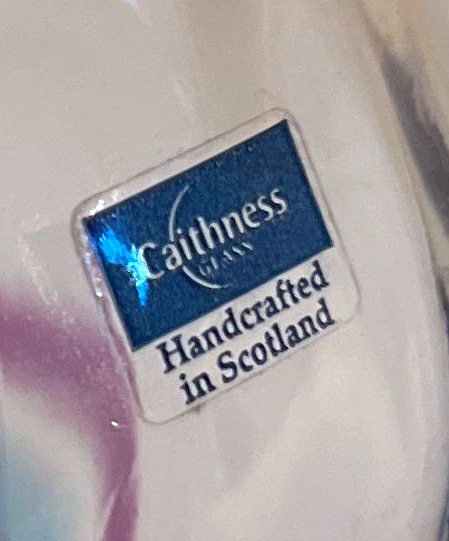 Caithness
GLASS
Handcrafted
in Scotland